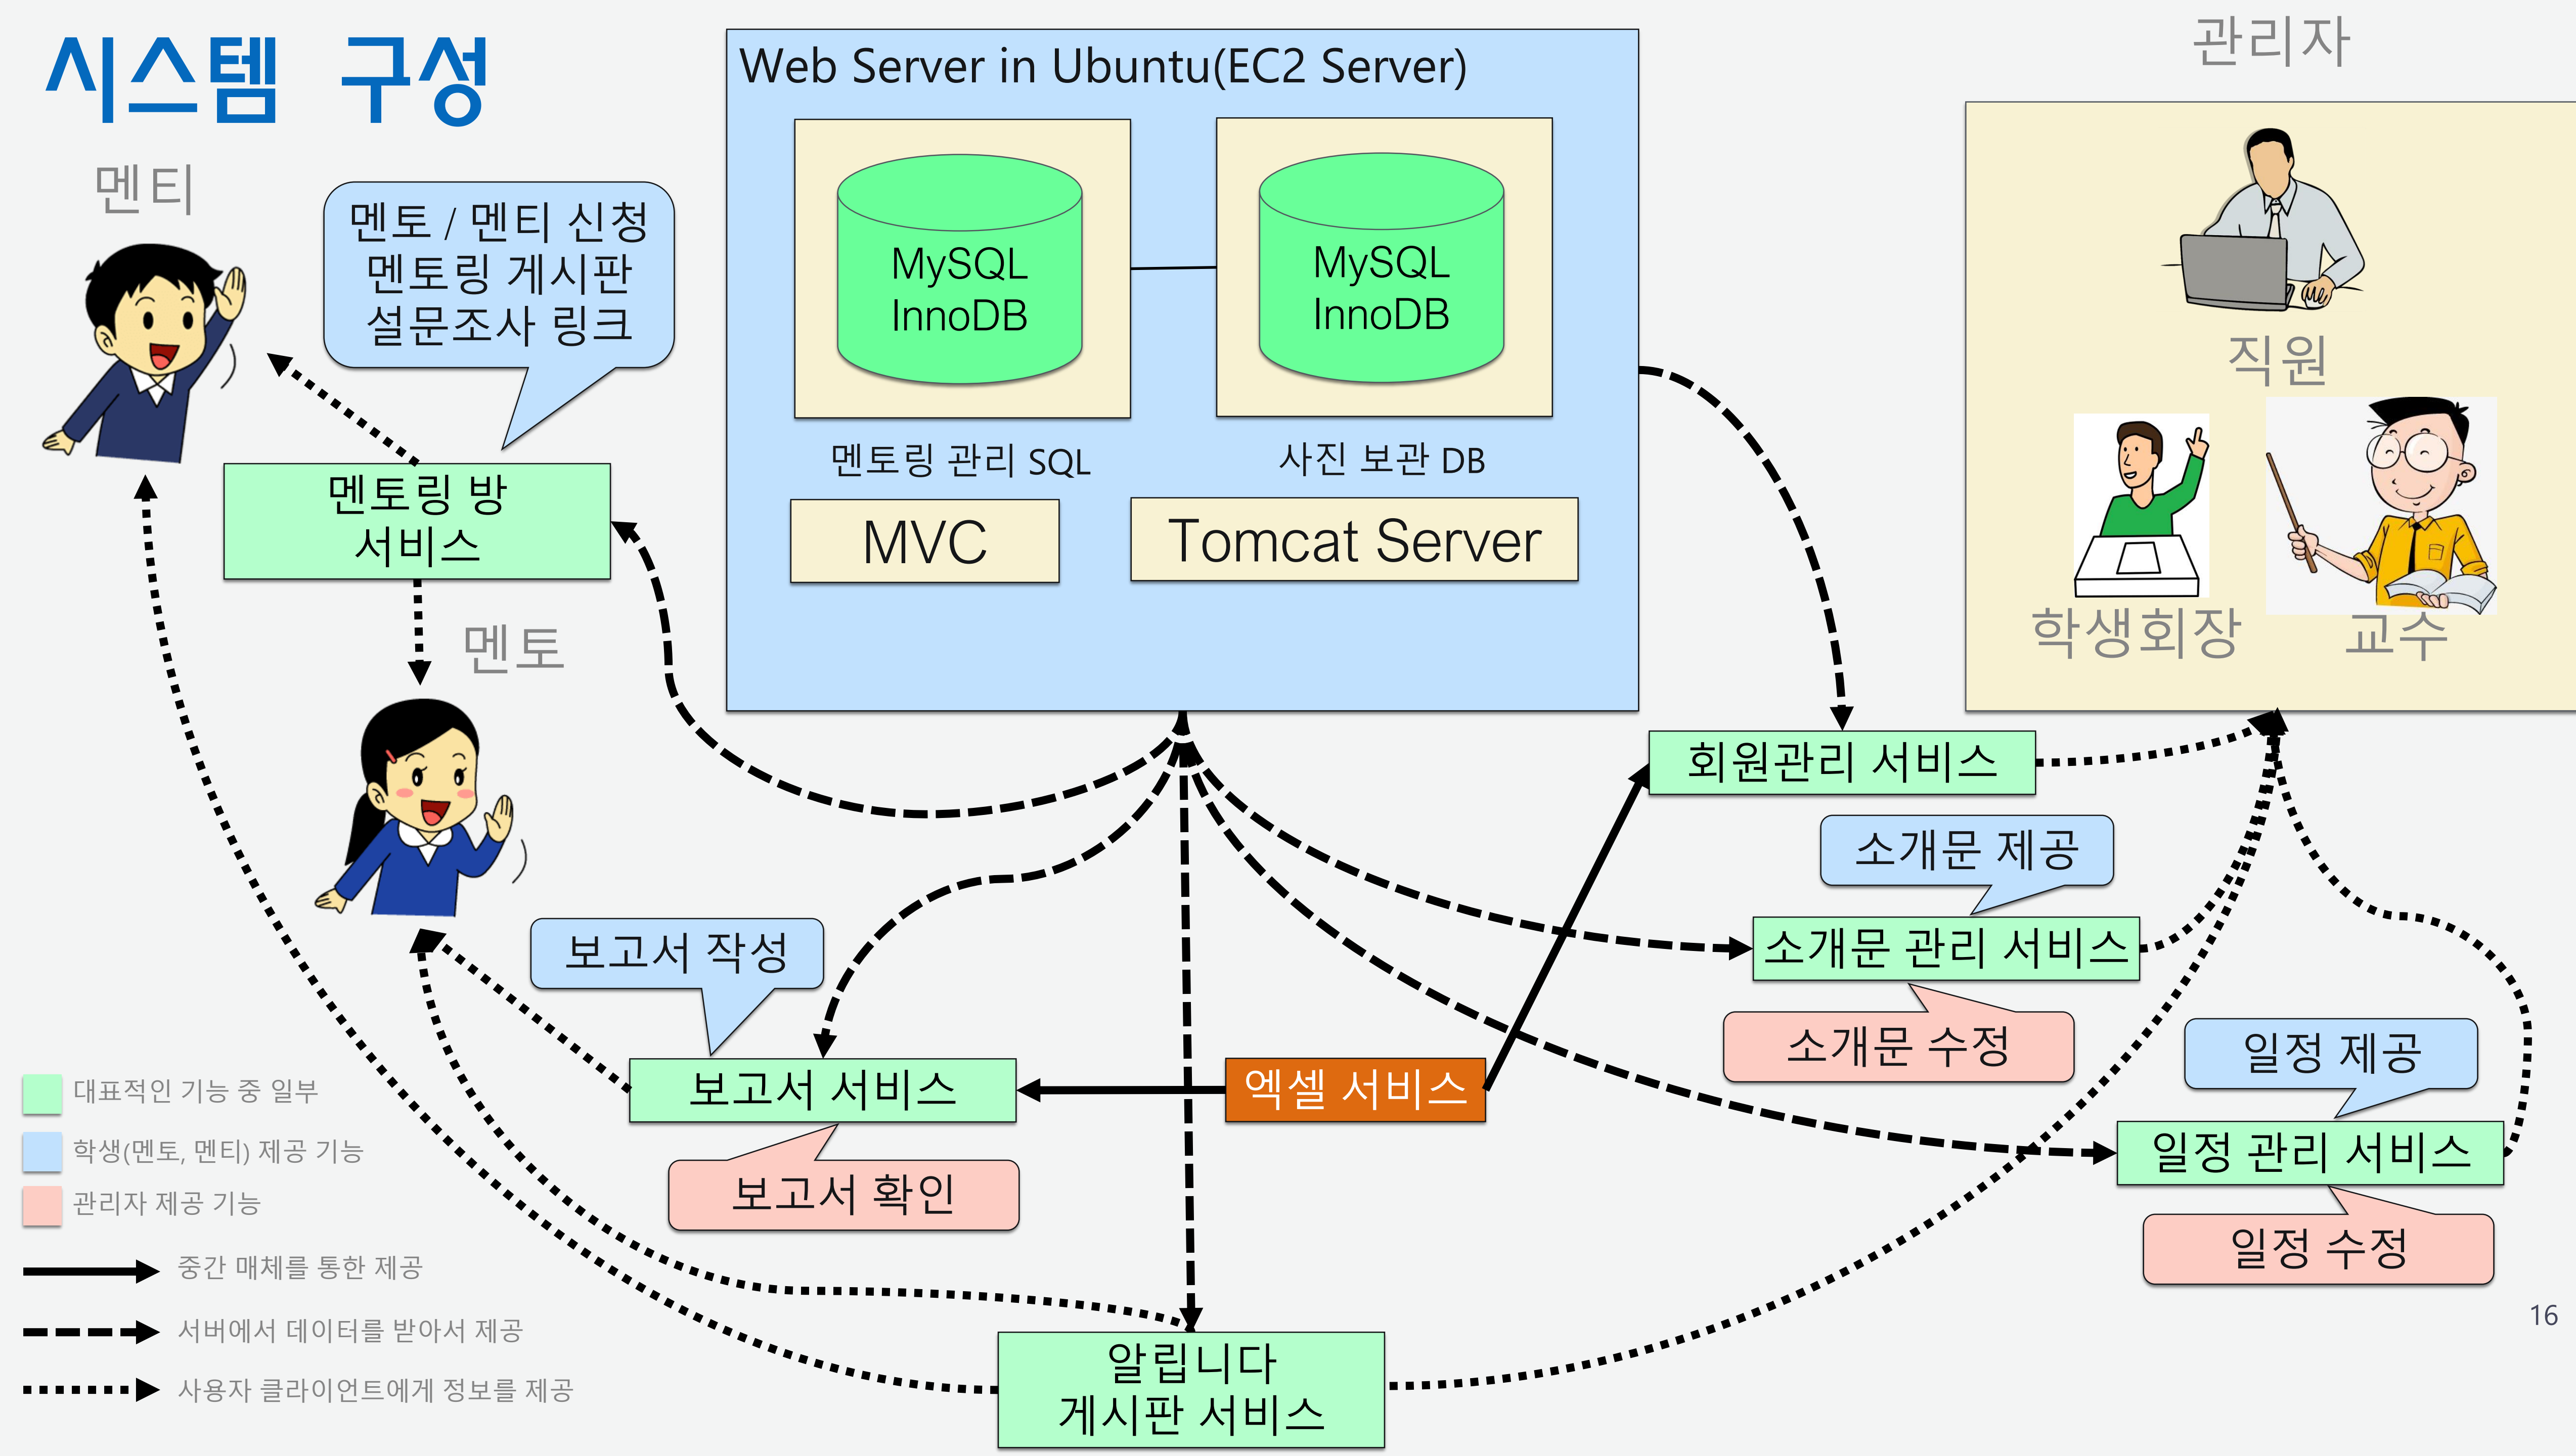 시스템 구성
멘티
멘토 / 멘티 신청
멘토링 게시판
설문조사 링크
멘토링 방
서비스
멘토
Web Server in Ubuntu(EC2 Server)
MySQL
InnoDB
MySQL
InnoDB
멘토링 관리 SQL
사진 보관 DB
MVC
Tomcat Server
관리자
직원
학생회장
교수
회원관리 서비스
소개문 제공
소개문 관리 서비스
소개문 수정
일정 제공
일정 관리 서비스
일정 수정
보고서 작성
보고서 서비스
보고서 확인
엑셀 서비스
알립니다
게시판 서비스
대표적인 기능 중 일부
학생(멘토, 멘티) 제공 기능
관리자 제공 기능
중간 매체를 통한 제공
서버에서 데이터를 받아서 제공
사용자 클라이언트에게 정보를 제공
16